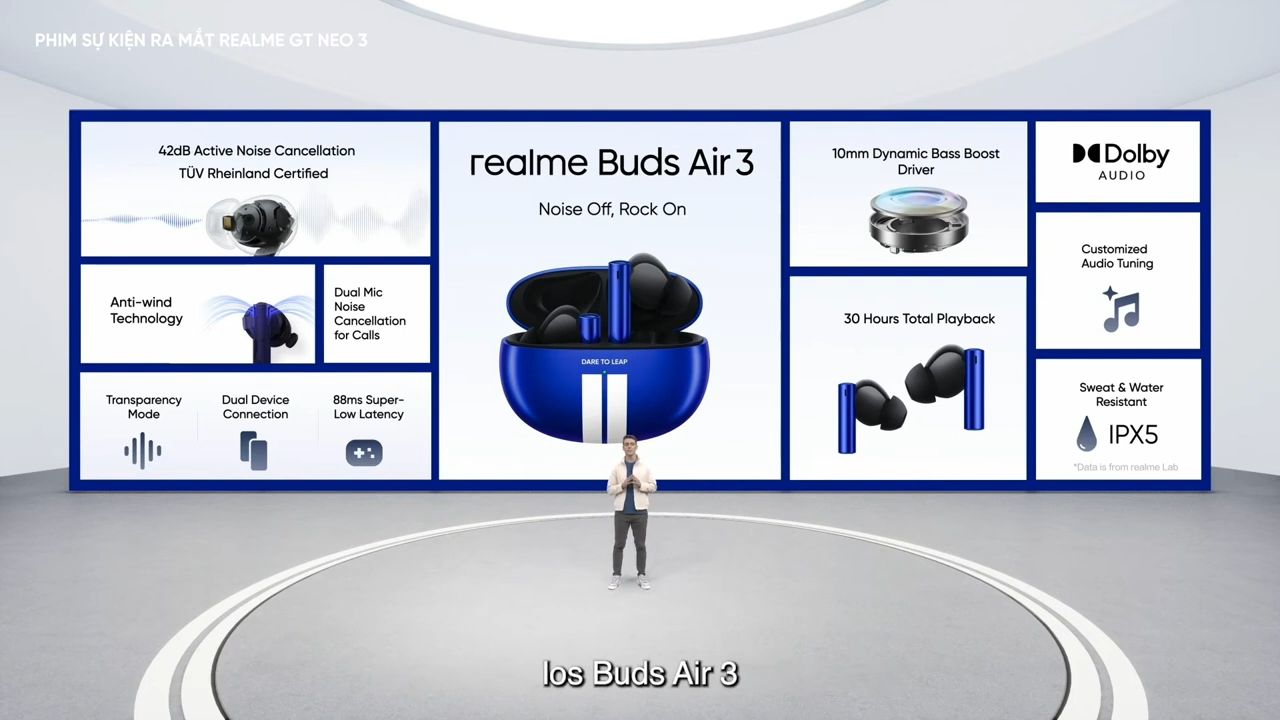 PHIM SỰ KIỆN RA MẮT REALME GT NEO 3
42dB Active Noise Cancellation
TÜV Rheinland Certified
Anti-wind
Technology
Dual Mic
Noise
Cancellation
for Calls
Transparency
Mode
Dual Device
Connection
88ms Super-
Low Latency
realme Buds Air 3
Noise Off, Rock On
DARE TO LEAP
10mm Dynamic Bass Boost
Driver
30 Hours Total Playback
Dolby
AUDIO
Customized
Audio Tuning
Sweat & Water
Resistant
IPX5
*Data is from realme Lab
los Buds Air 3